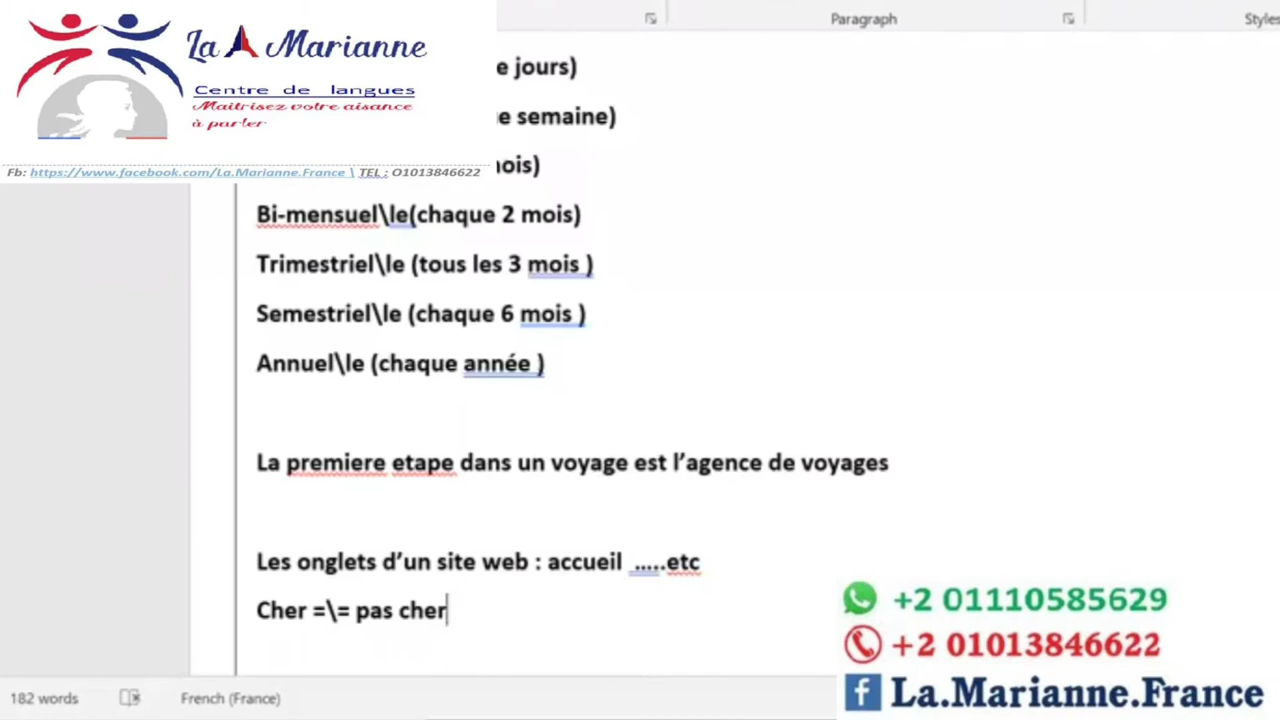 La Marianne
Centre de langues
Maîtrisez votre aisance
à parler
Fb: https://www.facebook.com/La.Marianne.France \ TEL : O1013846622
Paragraph
Styles
e jours)
e semaine)
mois)
Bi-mensuel\le(chaque 2 mois)
Trimestriel\le (tous les 3 mois )
Semestriel\le (chaque 6 mois )
Annuel\le (chaque année )
La premiere etape dans un voyage est l’agence de voyages
Les onglets d’un site web : accueil …..etc
Cher =\= pas cher
+2 01110585629
+2 01013846622
La.Marianne.France
182 words
French (France)